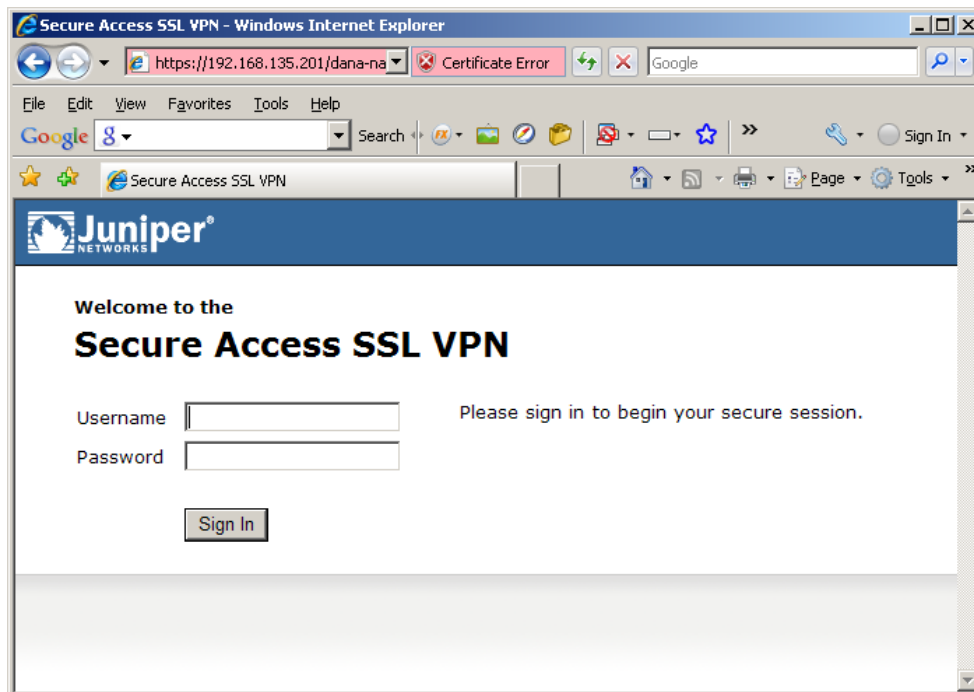 Secure Access SSL VPN - Windows Internet Explorer
https://192.168.135.201/dana-na Certificate Error Google
File Edit View Favorites Tools Help
Google Search Sign In
Secure Access SSL VPN Page Tools
Juniper®
NETWORKS
Welcome to the
Secure Access SSL VPN
Username Please sign in to begin your secure session.
Password
Sign In